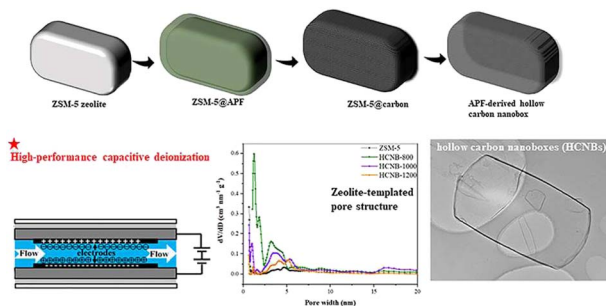 ZSM-5 zeolite
ZSM-5@APF
ZSM-5@carbon
APF-derived hollow
carbon nanobox
High-performance capacitive deionization
Flow
electrodes
Flow
dV/dD (cm³ nm⁻¹ g⁻¹)
0.6
0.5
0.4
0.3
0.2
0.1
0.0
ZSM-5
HCNB-800
HCNB-1000
HCNB-1200
Zeolite-templated
pore structure
0
5
10
15
20
Pore width (nm)
hollow carbon nanoboxes (HCNBs)